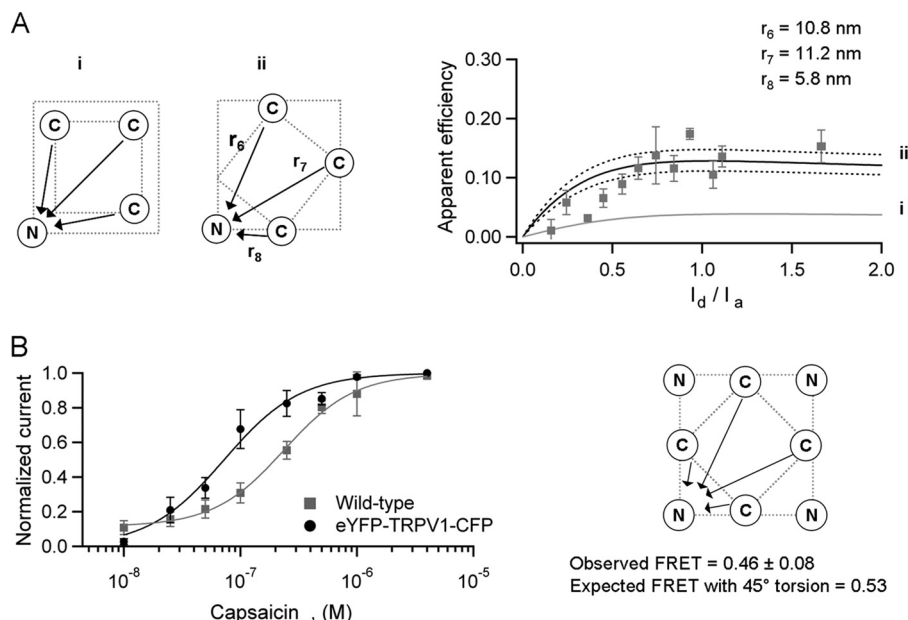 A
i
ii
C
C
C
N
C
C
C
N
r6
r7
r8
r6 = 10.8 nm
r7 = 11.2 nm
r8 = 5.8 nm
Apparent efficiency
0.30
0.20
0.10
0.00
0.0
0.5
1.0
1.5
2.0
Id / Ia
ii
i
B
Normalized current
1.0
0.8
0.6
0.4
0.2
0.0
10-8
10-7
10-6
10-5
Wild-type
eYFP-TRPV1-CFP
Capsaicin , (M)
N
C
N
C
C
N
C
N
Observed FRET = 0.46 ± 0.08
Expected FRET with 45° torsion = 0.53